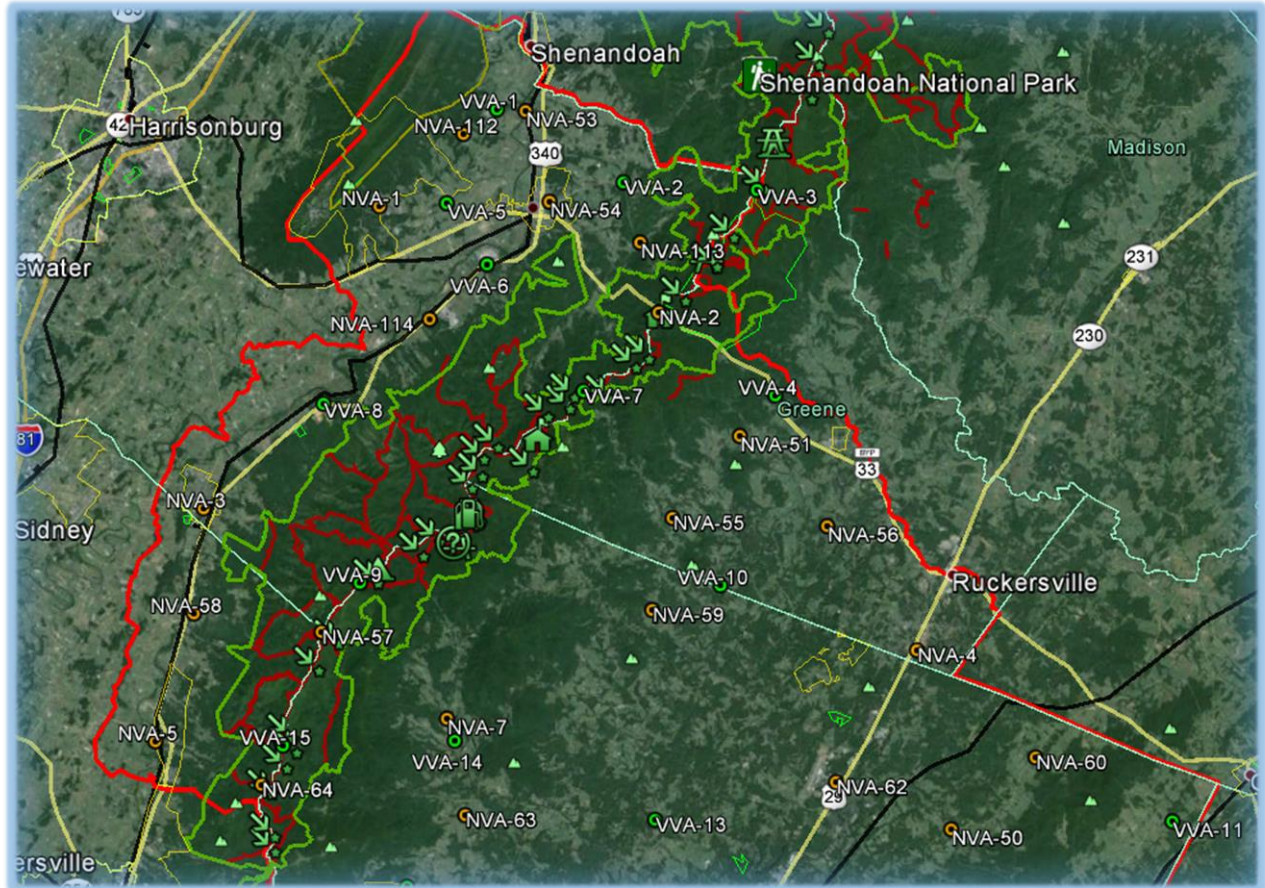 Shenandoah
Shenandoah National Park
VVA-1
NVA-53
42
Harrisonburg
NVA-112
340
Madison
VVA-2
VVA-3
NVA-1
VVA-5
NVA-54
NVA-113
231
ewater
VVA-6
NVA-2
NVA-114
230
VVA-7
VVA-4
VVA-8
Greene
81
NVA-51
BYP
33
NVA-3
NVA-55
NVA-56
Sidney
?
VVA-9
VVA-10
Ruckersville
NVA-58
NVA-59
NVA-57
NVA-4
NVA-7
NVA-5
VVA-15
VVA-14
NVA-60
NVA-64
NVA-62
29
NVA-63
VVA-13
NVA-50
VVA-11
ersville